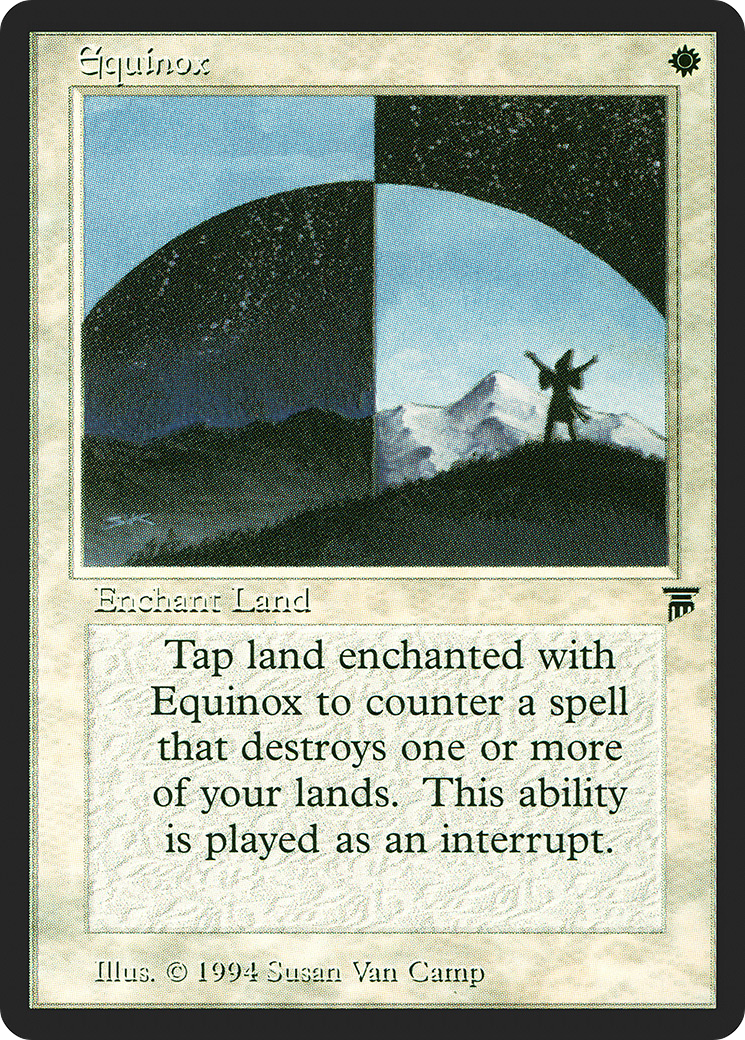 Equinox
Enchant Land
Tap land enchanted with
Equinox to counter a spell
that destroys one or more
of your lands. This ability
is played as an interrupt.
Illus. © 1994 Susan Van Camp